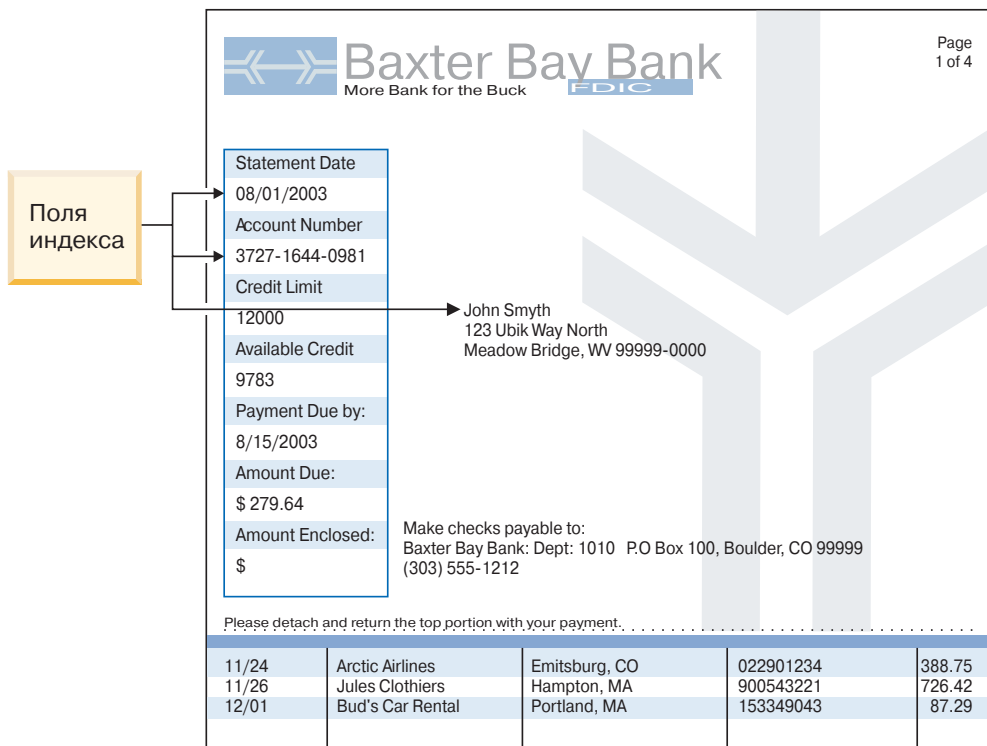 Baxter Bay Bank
More Bank for the Buck
FDIC
Page
1 of 4
Поля
индекса
Statement Date
08/01/2003
Account Number
3727-1644-0981
Credit Limit
12000
Available Credit
9783
Payment Due by:
8/15/2003
Amount Due:
$ 279.64
Amount Enclosed:
$
John Smyth
123 Ubik Way North
Meadow Bridge, WV 99999-0000
Make checks payable to:
Baxter Bay Bank: Dept: 1010 P.O Box 100, Boulder, CO 99999
(303) 555-1212
Please detach and return the top portion with your payment.
11/24 Arctic Airlines Emitsburg, CO 022901234 388.75
11/26 Jules Clothiers Hampton, MA 900543221 726.42
12/01 Bud's Car Rental Portland, MA 153349043 87.29